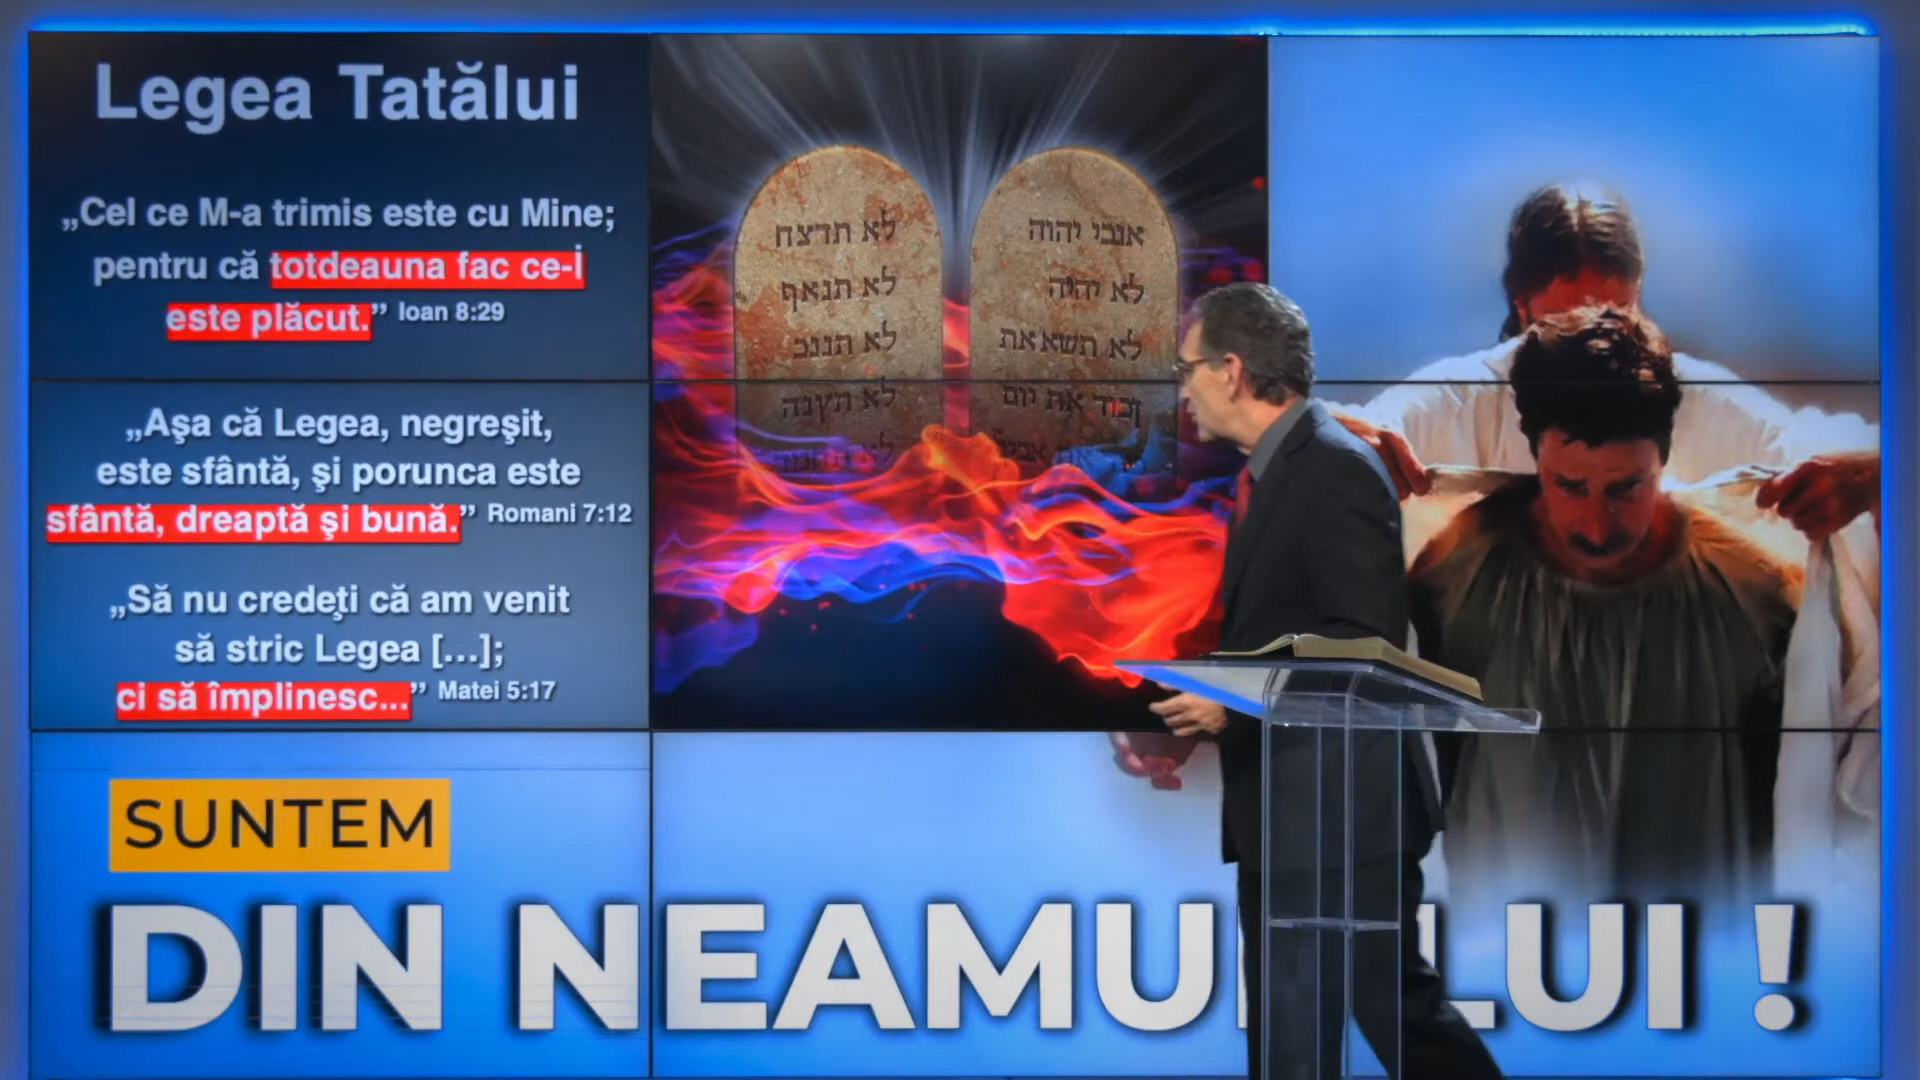 Legea Tatălui
„Cel ce M-a trimis este cu Mine;
pentru că totdeauna fac ce-İ
este plăcut.” Ioan 8:29
„Aşa că Legea, negreşit,
este sfântă, şi porunca este
sfântă, dreaptă şi bună.” Romani 7:12
„Să nu credeţi că am venit
să stric Legea [...];
ci să împlinesc...” Matei 5:17
אנכי יהוה
לא יהיה
לא תשא את
זכור את יום
לא תרצח
לא תנאף
לא תננכ
לא תענה
SUNTEM
DIN NEAMU LUI !